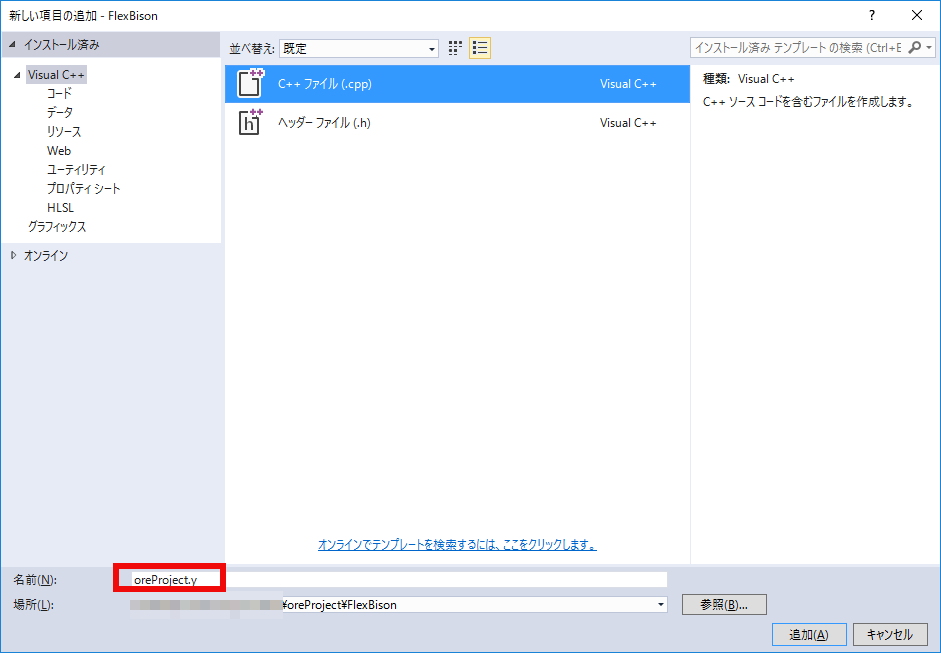 新しい項目の追加 - FlexBison ?
インストール済み
並べ替え: 既定
インストール済み テンプレート の検索 (Ctrl+E
Visual C++
コード
データ
リソース
Web
ユーティリティ
プロパティ シート
HLSL
グラフィックス
オンライン
C++ ファイル (.cpp) Visual C++
ヘッダー ファイル (.h) Visual C++
種類: Visual C++
C++ ソース コードを含むファイルを作成します。
オンラインでテンプレートを検索するには、ここをクリックします。
名前(N): oreProject.y
場所(L): ¥oreProject¥FlexBison
参照(B)...
追加(A) キャンセル